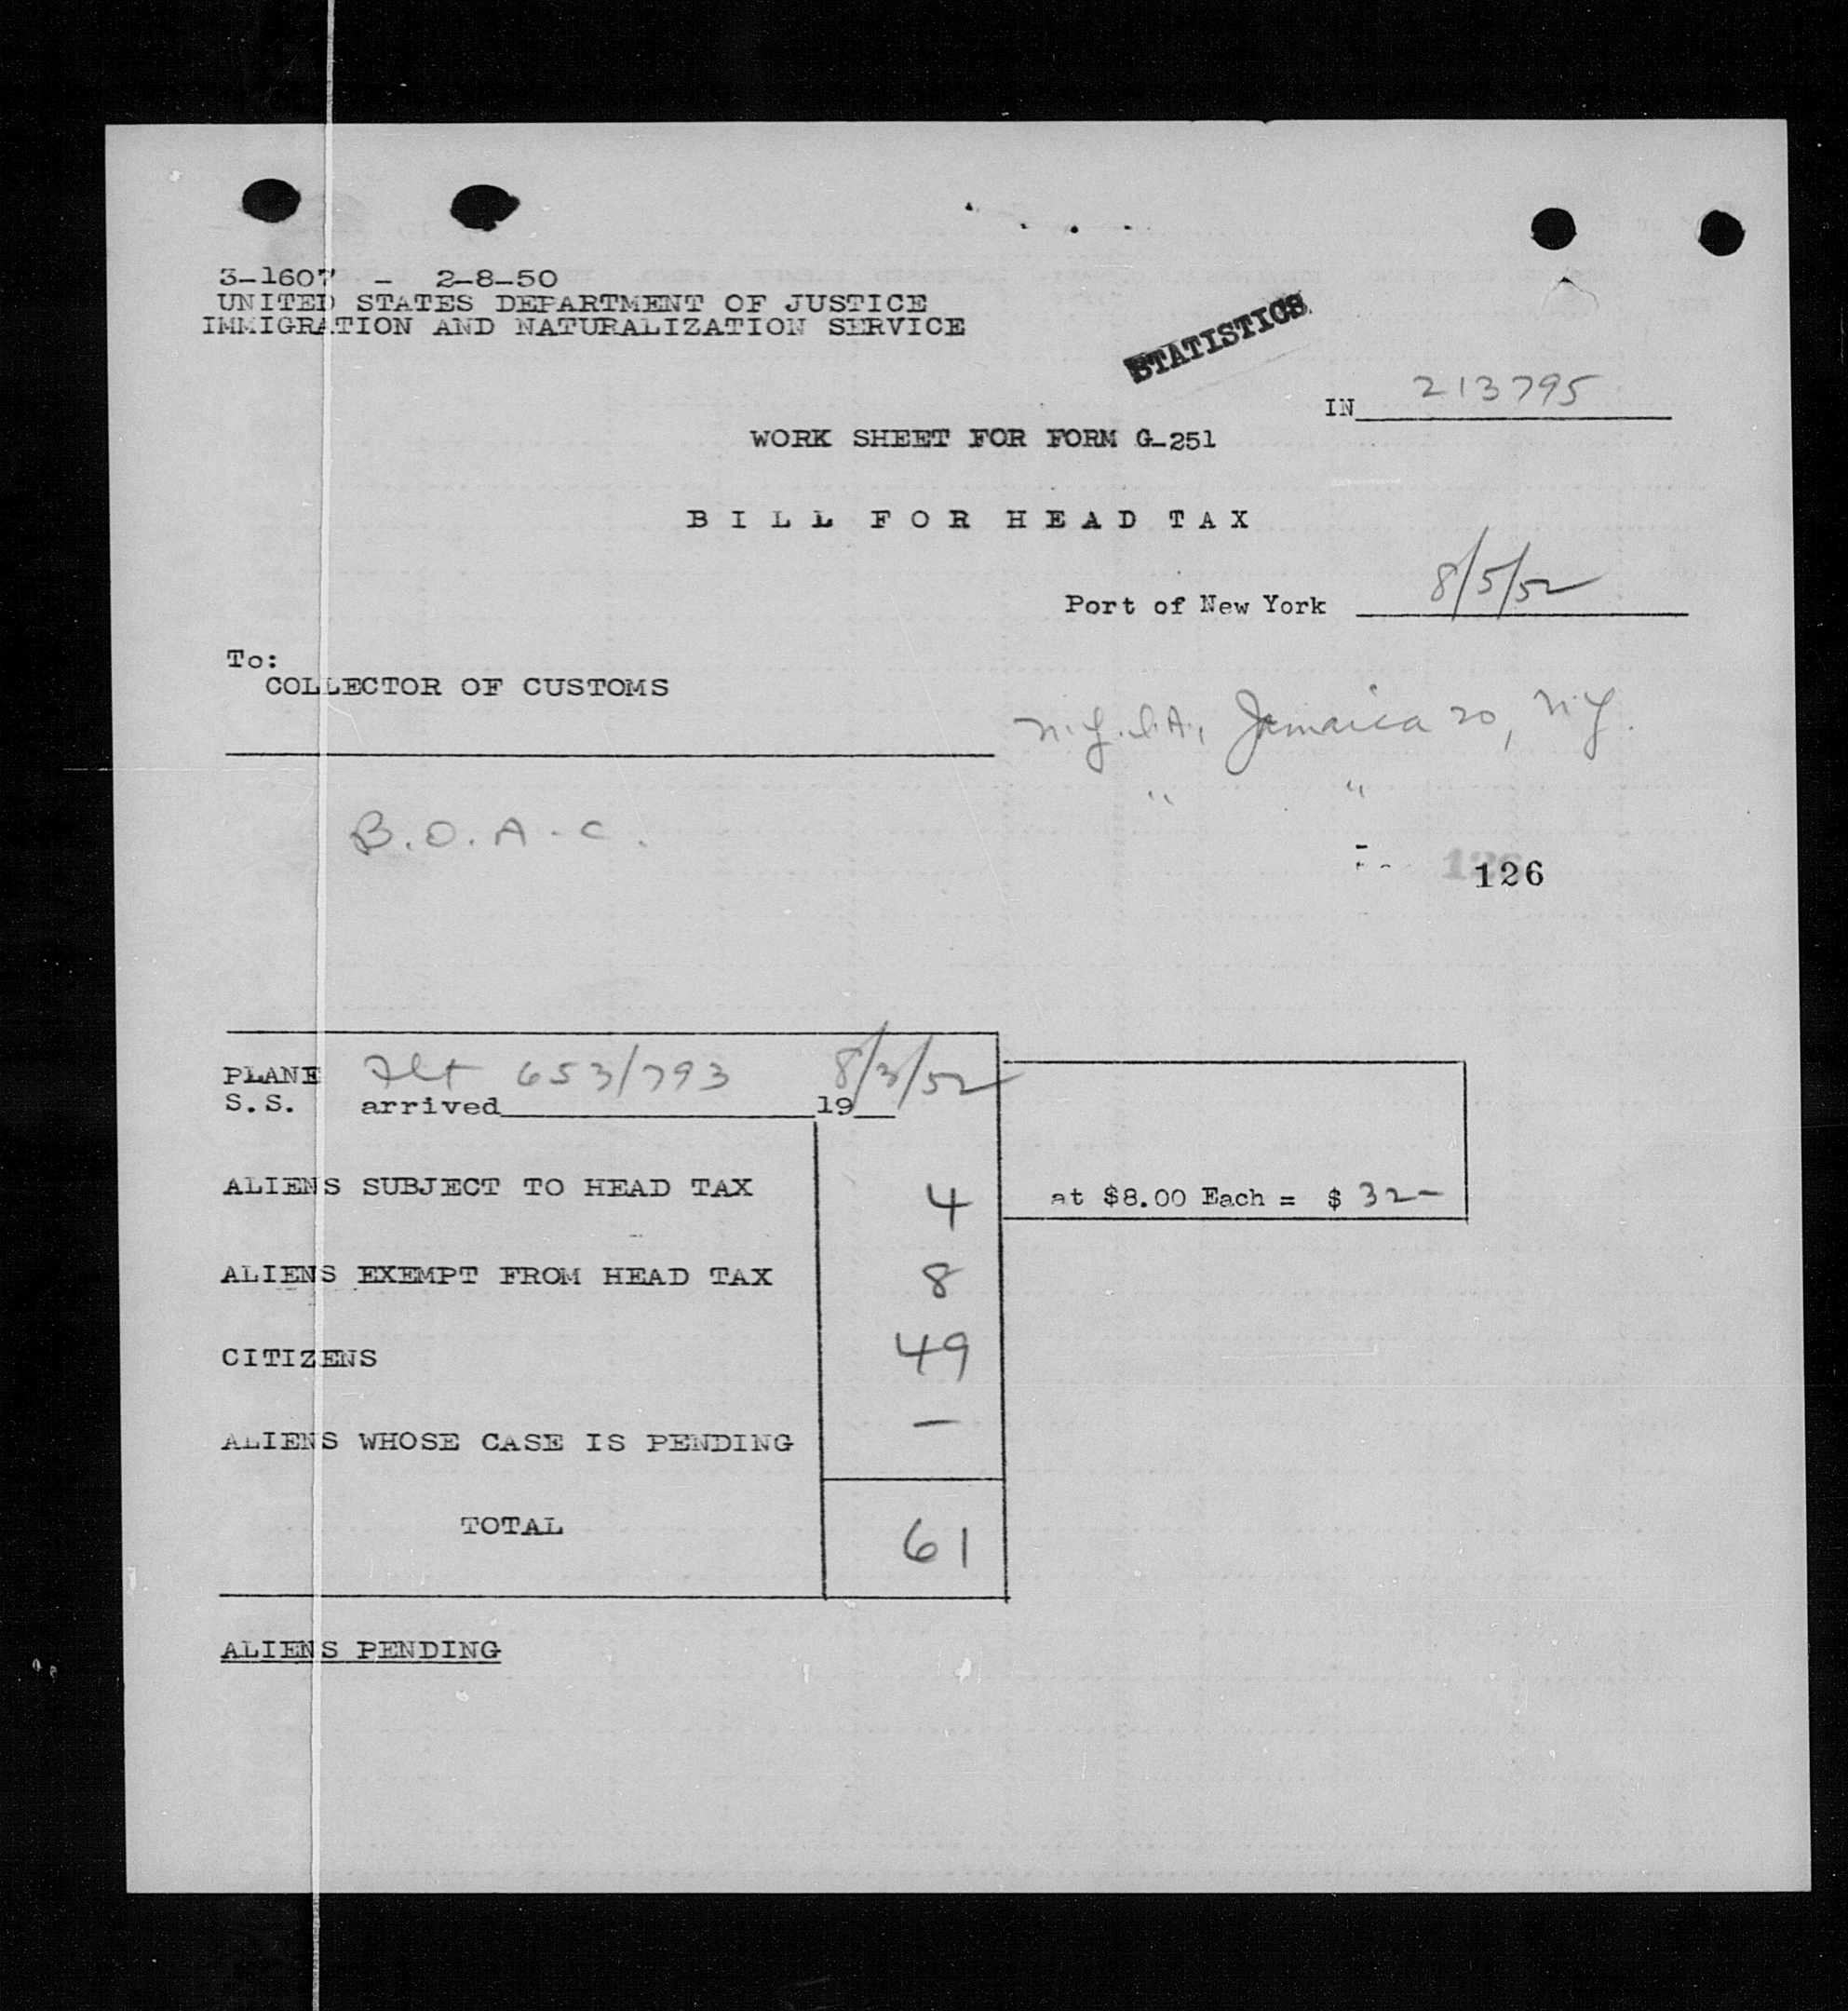 3-1607 - 2-8-50
UNITED STATES DEPARTMENT OF JUSTICE
IMMIGRATION AND NATURALIZATION SERVICE
STATISTICS
IN 213795
WORK SHEET FOR FORM G-251
BILL FOR HEAD TAX
Port of New York 8/5/52
To:
COLLECTOR OF CUSTOMS
N.Y.I.A., Jamaica 20, N.Y.
" "
B.O.A.C.
126
PLANE Flt 653/793 8/3/52
S.S. arrived 19
ALIENS SUBJECT TO HEAD TAX 4 at $8.00 Each = $ 32-
ALIENS EXEMPT FROM HEAD TAX 8
CITIZENS 49
ALIENS WHOSE CASE IS PENDING -
TOTAL 61
ALIENS PENDING